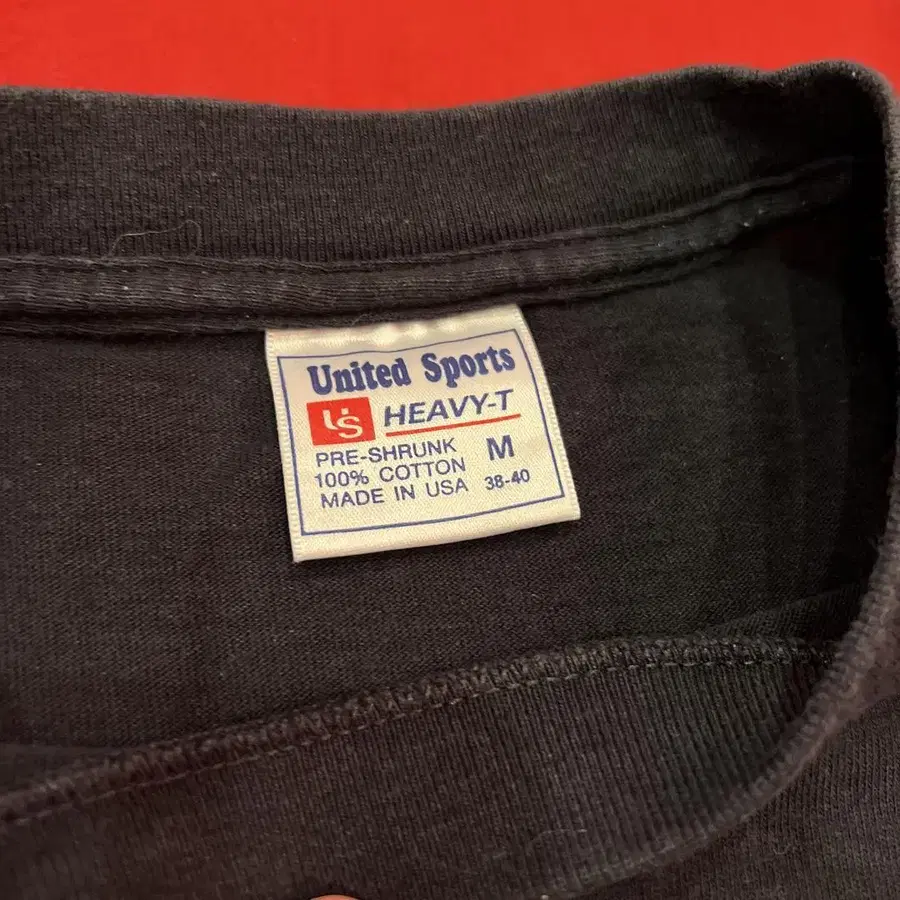 United Sports
US HEAVY-T
PRE-SHRUNK M
100% COTTON
MADE IN USA 38-40